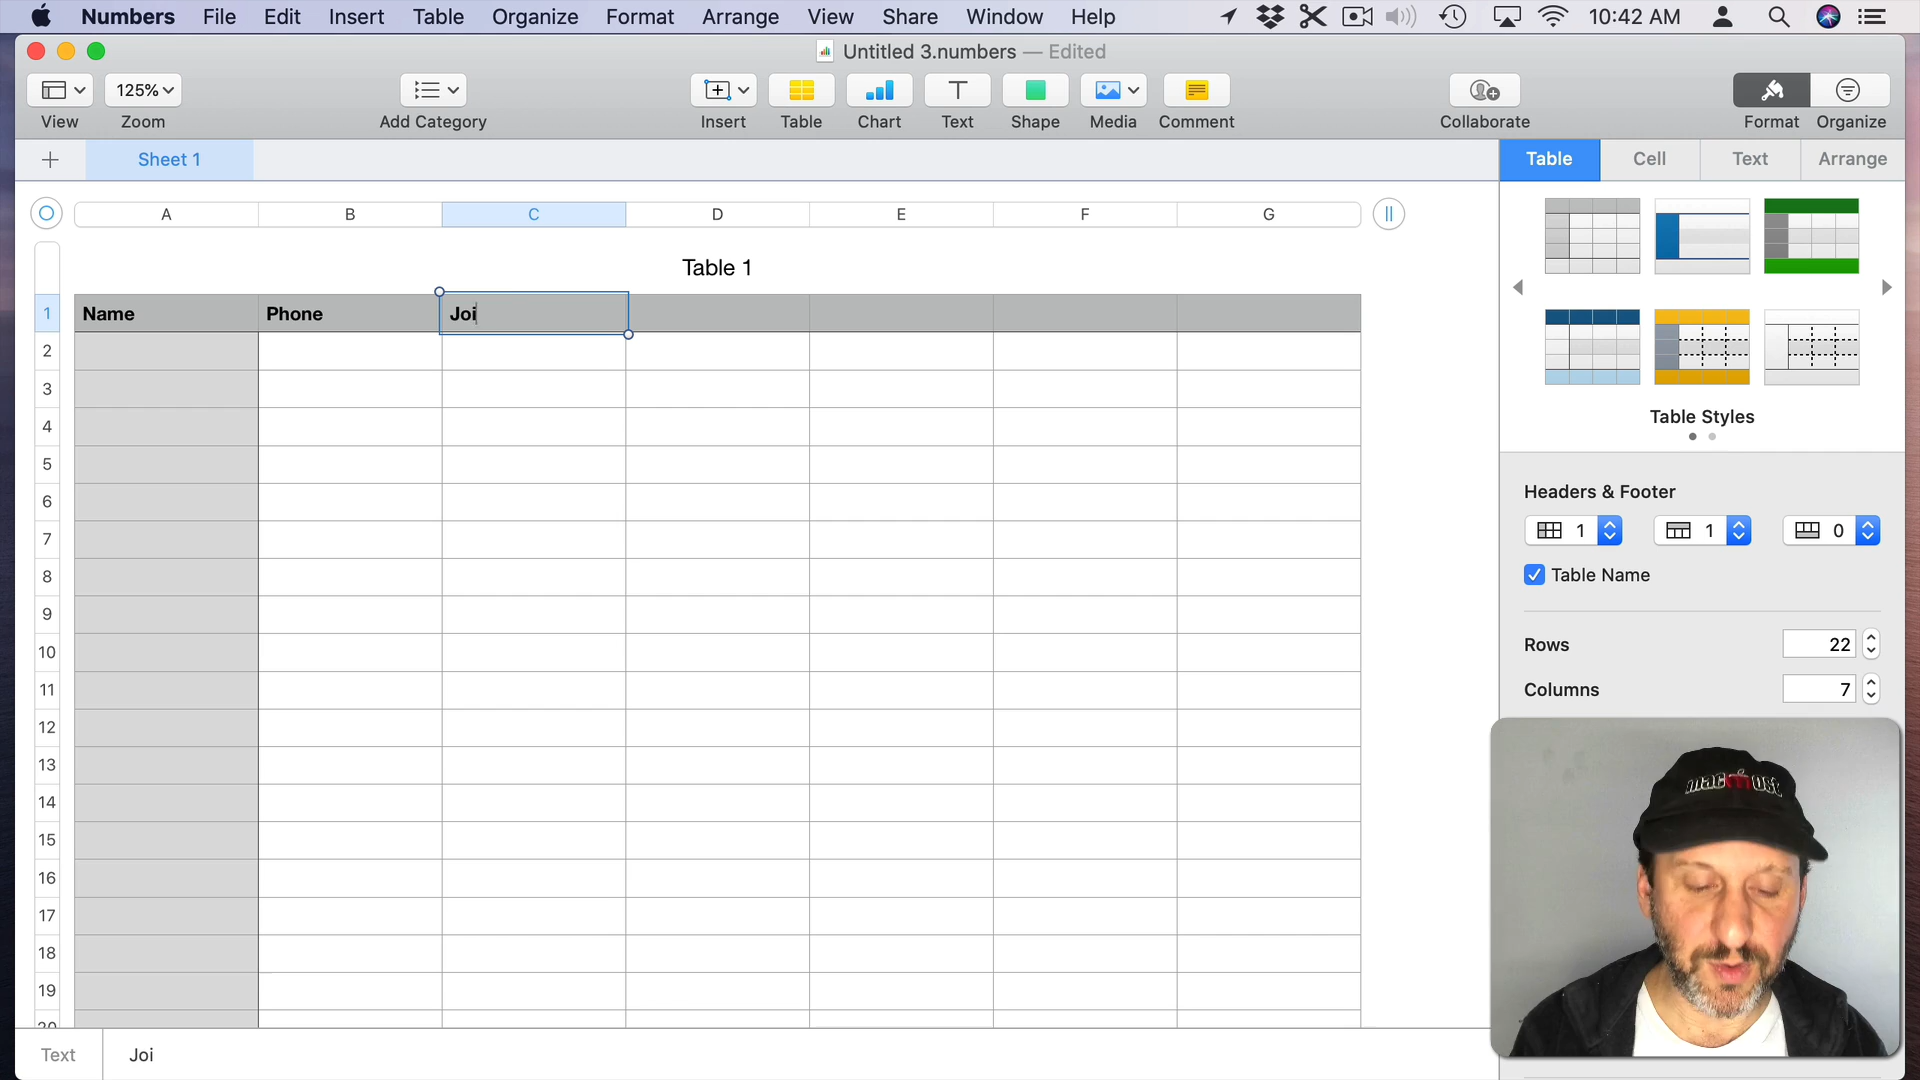 Numbers File Edit Insert Table Organize Format Arrange View Share Window Help 10:42 AM
Untitled 3.numbers — Edited
125%
View Zoom Add Category Insert Table Chart Text Shape Media Comment Collaborate Format Organize
Sheet 1
Table Cell Text Arrange
A B C D E F G
Table 1
1 Name Phone Joi
2
3
4
5
6
7
8
9
10
11
12
13
14
15
16
17
18
19
20
Table Styles
Headers & Footer
1 1 0
Table Name
Rows 22
Columns 7
macmost
Text Joi